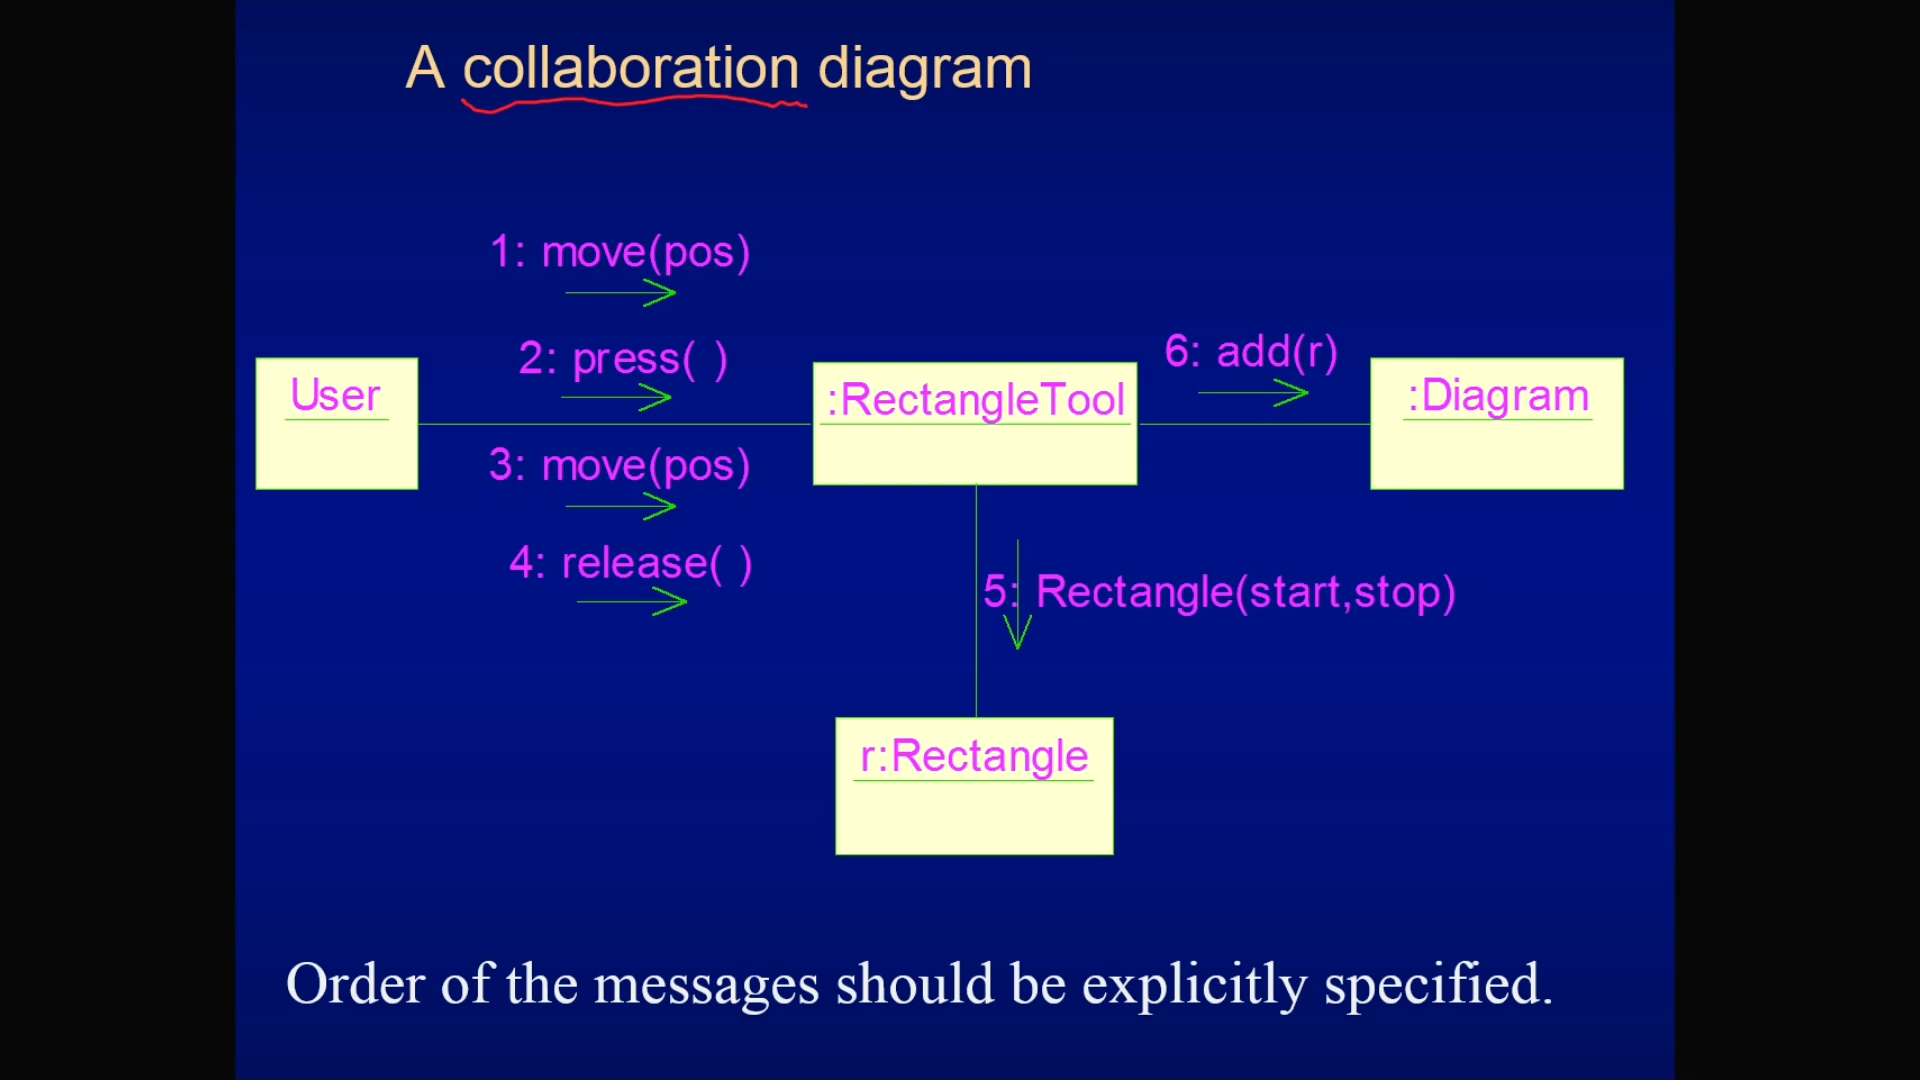 A collaboration diagram
1: move(pos)
2: press( )
User
:RectangleTool
6: add(r)
:Diagram
3: move(pos)
4: release( )
5: Rectangle(start,stop)
r:Rectangle
Order of the messages should be explicitly specified.